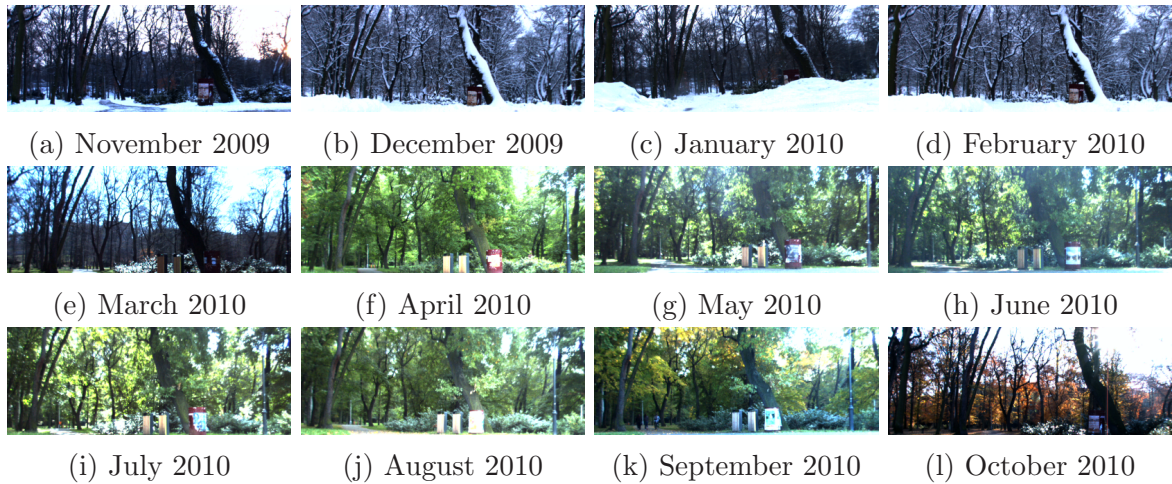 (a) November 2009 (b) December 2009 (c) January 2010 (d) February 2010
(e) March 2010 (f) April 2010 (g) May 2010 (h) June 2010
(i) July 2010 (j) August 2010 (k) September 2010 (l) October 2010